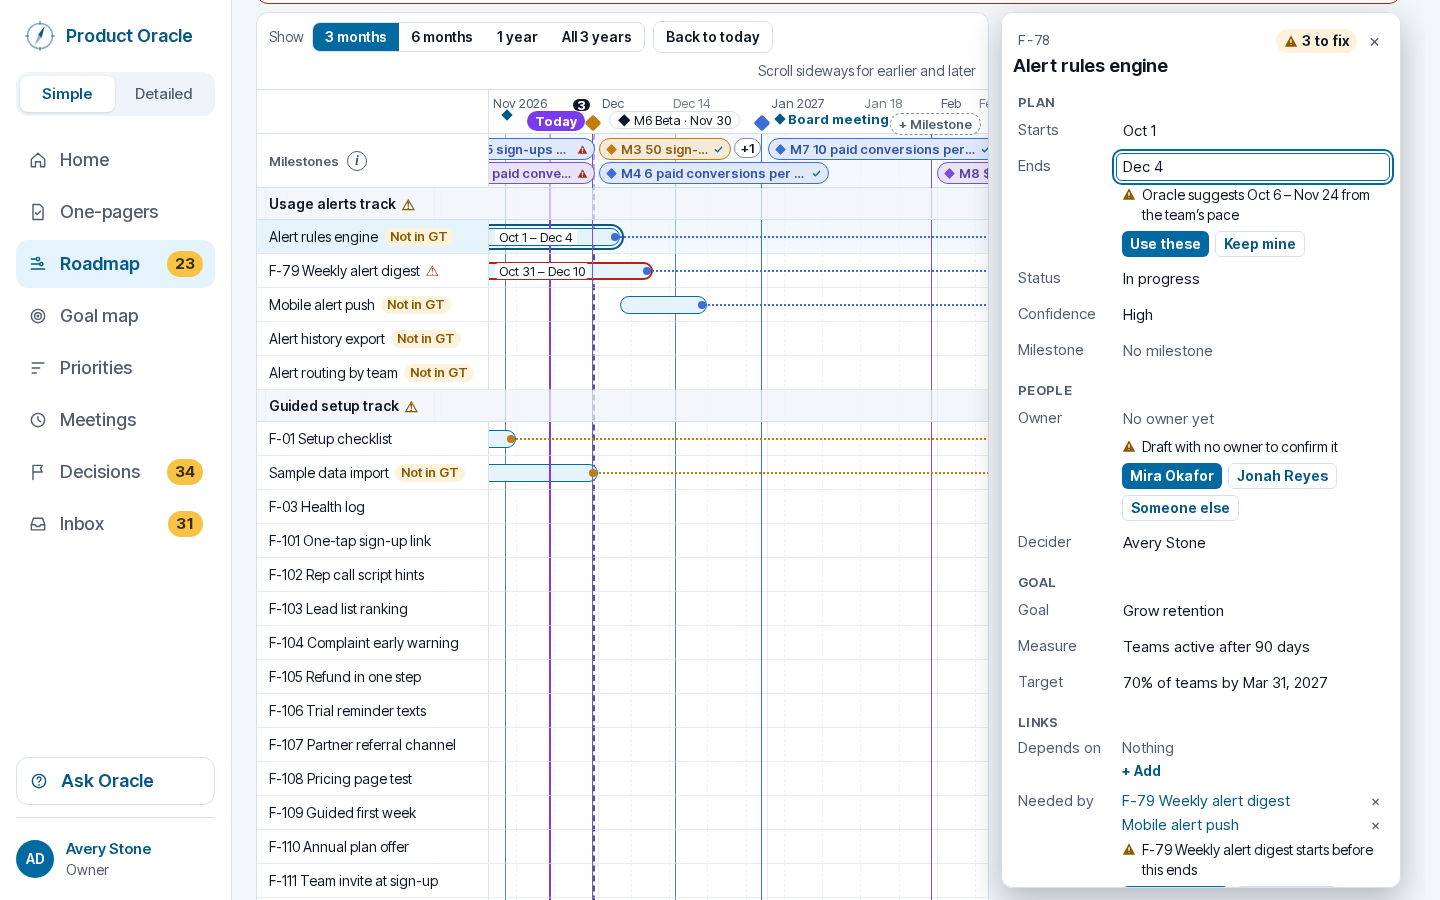 Product Oracle
Simple
Detailed
Home
One-pagers
Roadmap
23
Goal map
Priorities
Meetings
Decisions
34
Inbox
31
Ask Oracle
AD
Avery Stone
Owner
Show
3 months
6 months
1 year
All 3 years
Back to today
Scroll sideways for earlier and later
Nov 2026
3
Dec
Dec 14
Jan 2027
Jan 18
Feb
Today
M6 Beta · Nov 30
Board meeting
+ Milestone
Milestones
i
sign-ups ...
M3 50 sign-...
+1
M7 10 paid conversions per...
paid conve...
M4 6 paid conversions per ...
M8
Usage alerts track
Alert rules engine
Not in GT
Oct 1 – Dec 4
F-79 Weekly alert digest
Oct 31 – Dec 10
Mobile alert push
Not in GT
Alert history export
Not in GT
Alert routing by team
Not in GT
Guided setup track
F-01 Setup checklist
Sample data import
Not in GT
F-03 Health log
F-101 One-tap sign-up link
F-102 Rep call script hints
F-103 Lead list ranking
F-104 Complaint early warning
F-105 Refund in one step
F-106 Trial reminder texts
F-107 Partner referral channel
F-108 Pricing page test
F-109 Guided first week
F-110 Annual plan offer
F-111 Team invite at sign-up
F-78
3 to fix
×
Alert rules engine
PLAN
Starts
Oct 1
Ends
Dec 4
Oracle suggests Oct 6 – Nov 24 from
the team's pace
Use these
Keep mine
Status
In progress
Confidence
High
Milestone
No milestone
PEOPLE
Owner
No owner yet
Draft with no owner to confirm it
Mira Okafor
Jonah Reyes
Someone else
Decider
Avery Stone
GOAL
Goal
Grow retention
Measure
Teams active after 90 days
Target
70% of teams by Mar 31, 2027
LINKS
Depends on
Nothing
+ Add
Needed by
F-79 Weekly alert digest
×
Mobile alert push
×
F-79 Weekly alert digest starts before
this ends